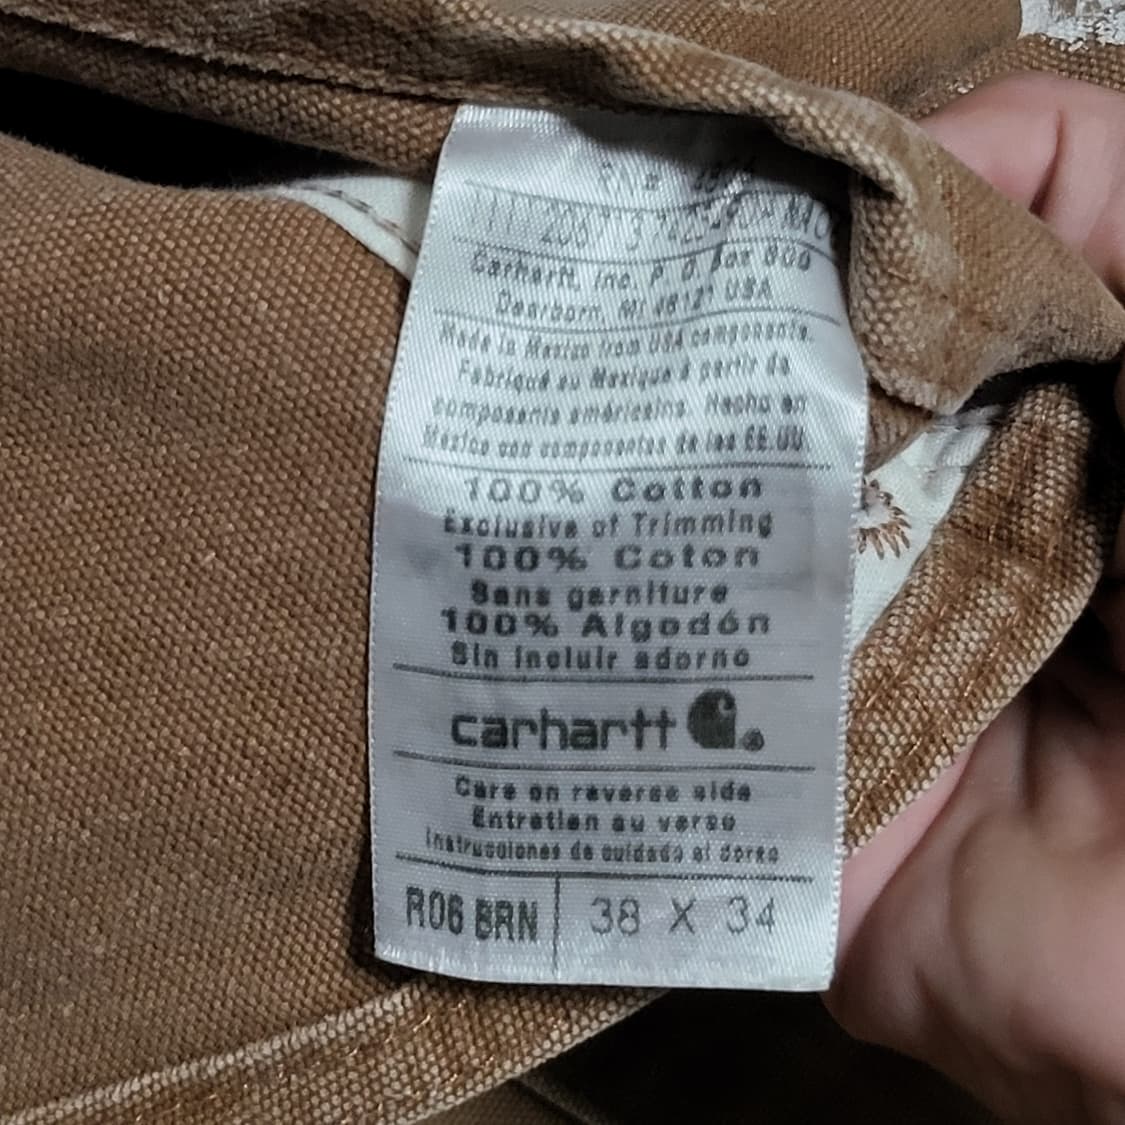 RN#
Carhartt, Inc. P.O. Box 600
Dearborn, MI 48121 USA
Made in Mexico from USA components.
Fabriqué au Mexique à partir de
composants américains. Hecho en
Mexico con componentes de los EE.UU.
100% Cotton
Exclusive of Trimming
100% Coton
Sans garniture
100% Algodón
Sin incluir adorno
carhartt ®
Care on reverse side
Entretien au verso
Instrucciones de cuidado al dorso
R06 BRN 38 X 34